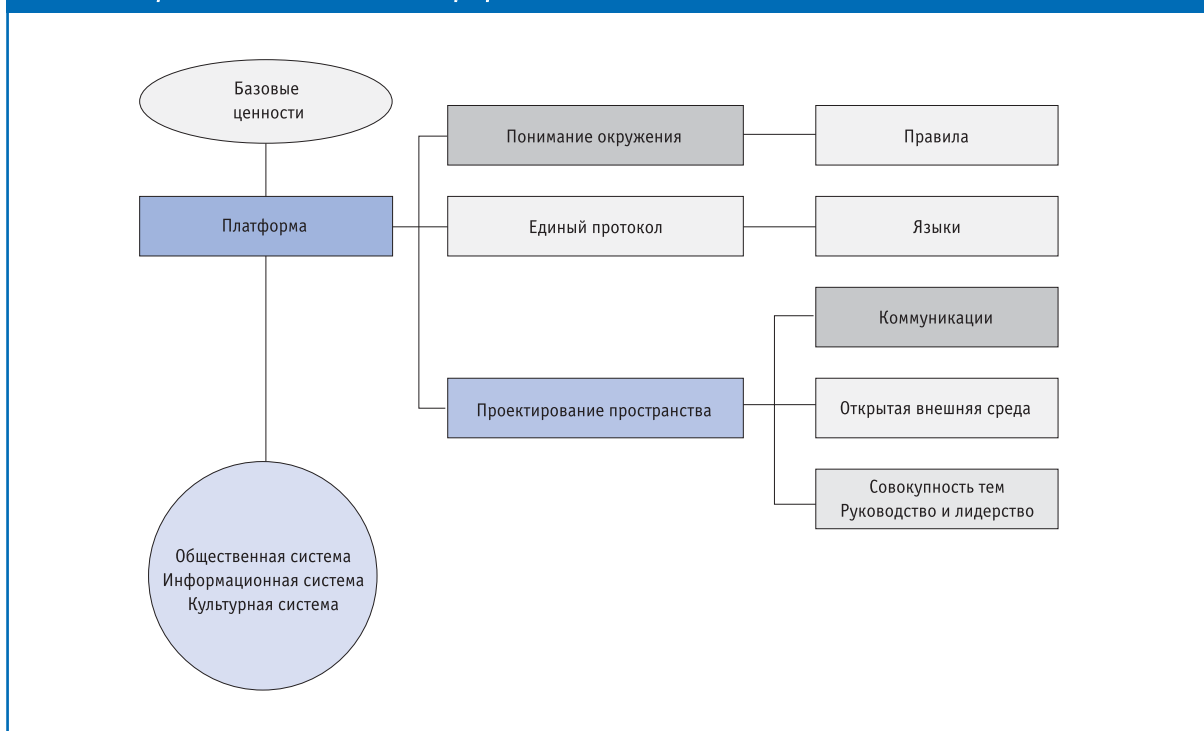 Базовые
ценности
Понимание окружения
Правила
Платформа
Единый протокол
Языки
Коммуникации
Проектирование пространства
Открытая внешняя среда
Совокупность тем
Руководство и лидерство
Общественная система
Информационная система
Культурная система